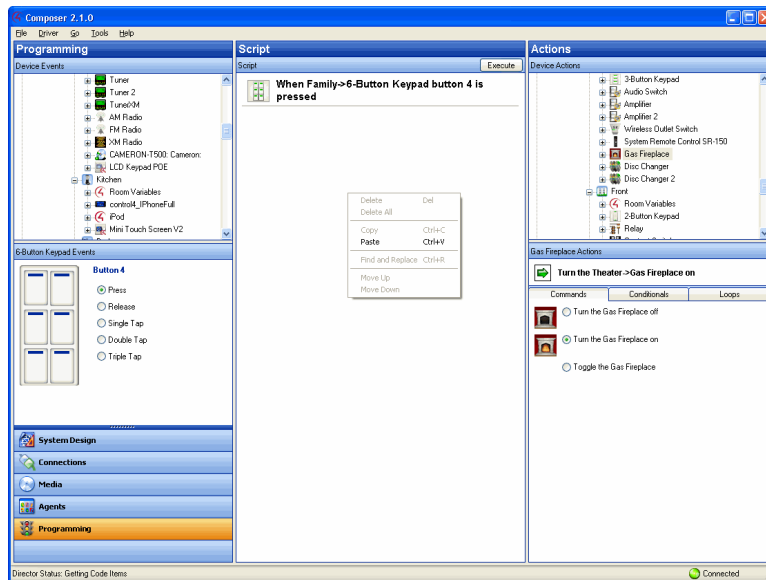 Composer 2.1.0
File Driver Go Tools Help
Programming
Device Events
Tuner
Tuner 2
TunerXM
AM Radio
FM Radio
XM Radio
CAMERON-T500: Cameron:
LCD Keypad POE
Kitchen
Room Variables
control4_IPhoneFull
iPod
Mini Touch Screen V2
6-Button Keypad Events
Button 4
Press
Release
Single Tap
Double Tap
Triple Tap
System Design
Connections
Media
Agents
Programming
Script
Script Execute
When Family->6-Button Keypad button 4 is
pressed
Delete Del
Delete All
Copy Ctrl+C
Paste Ctrl+V
Find and Replace Ctrl+R
Move Up
Move Down
Actions
Device Actions
3-Button Keypad
Audio Switch
Amplifier
Amplifier 2
Wireless Outlet Switch
System Remote Control SR-150
Gas Fireplace
Disc Changer
Disc Changer 2
Front
Room Variables
2-Button Keypad
Relay
Gas Fireplace Actions
Turn the Theater->Gas Fireplace on
Commands Conditionals Loops
Turn the Gas Fireplace off
Turn the Gas Fireplace on
Toggle the Gas Fireplace
Director Status: Getting Code Items
Connected